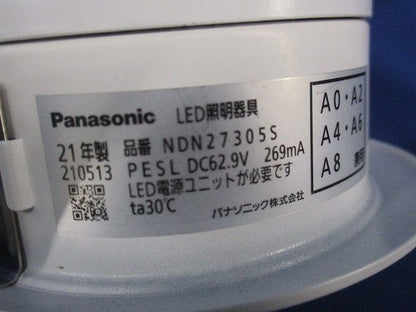 Panasonic LED照明器具
21年製 品番 NDN27305S
210513 PESL DC62.9V 269mA
LED電源ユニットが必要です
ta30℃
パナソニック株式会社
A0・A2
A4・A6
A8 兼用